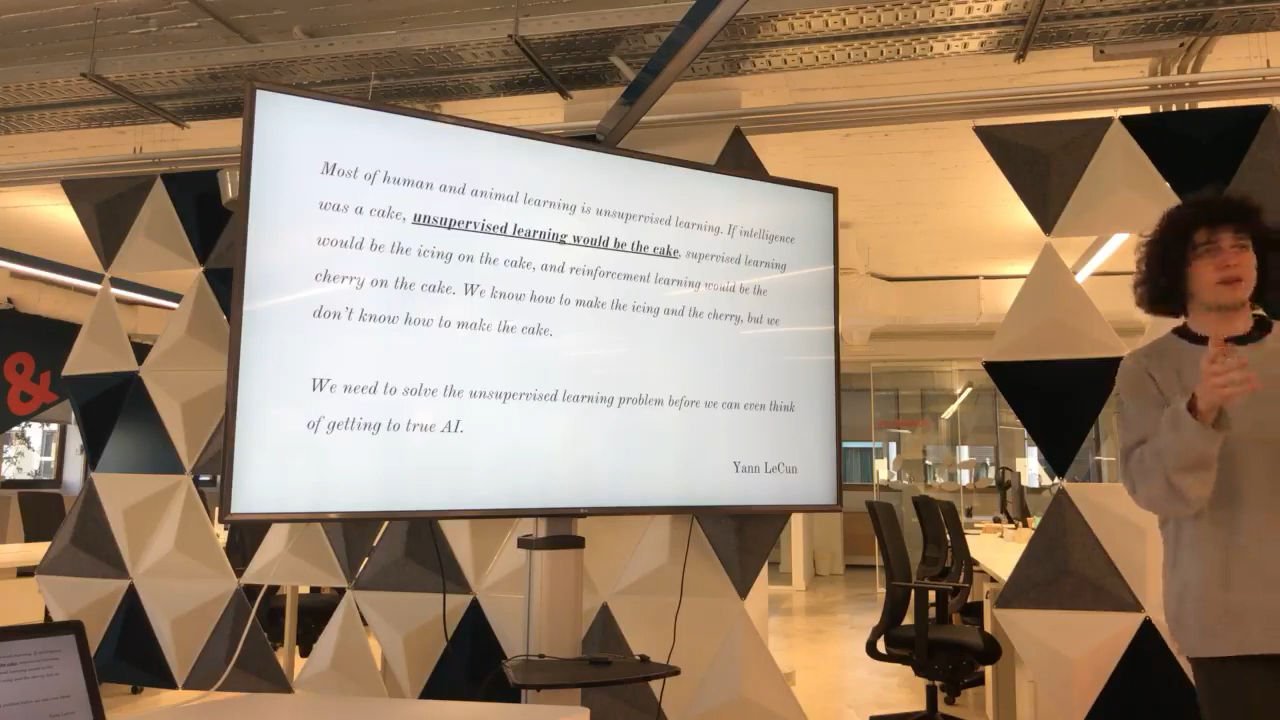 Most of human and animal learning is unsupervised learning. If intelligence
was a cake, unsupervised learning would be the cake, supervised learning
would be the icing on the cake, and reinforcement learning would be the
cherry on the cake. We know how to make the icing and the cherry, but we
don't know how to make the cake.
We need to solve the unsupervised learning problem before we can even think
of getting to true AI.
Yann LeCun
&